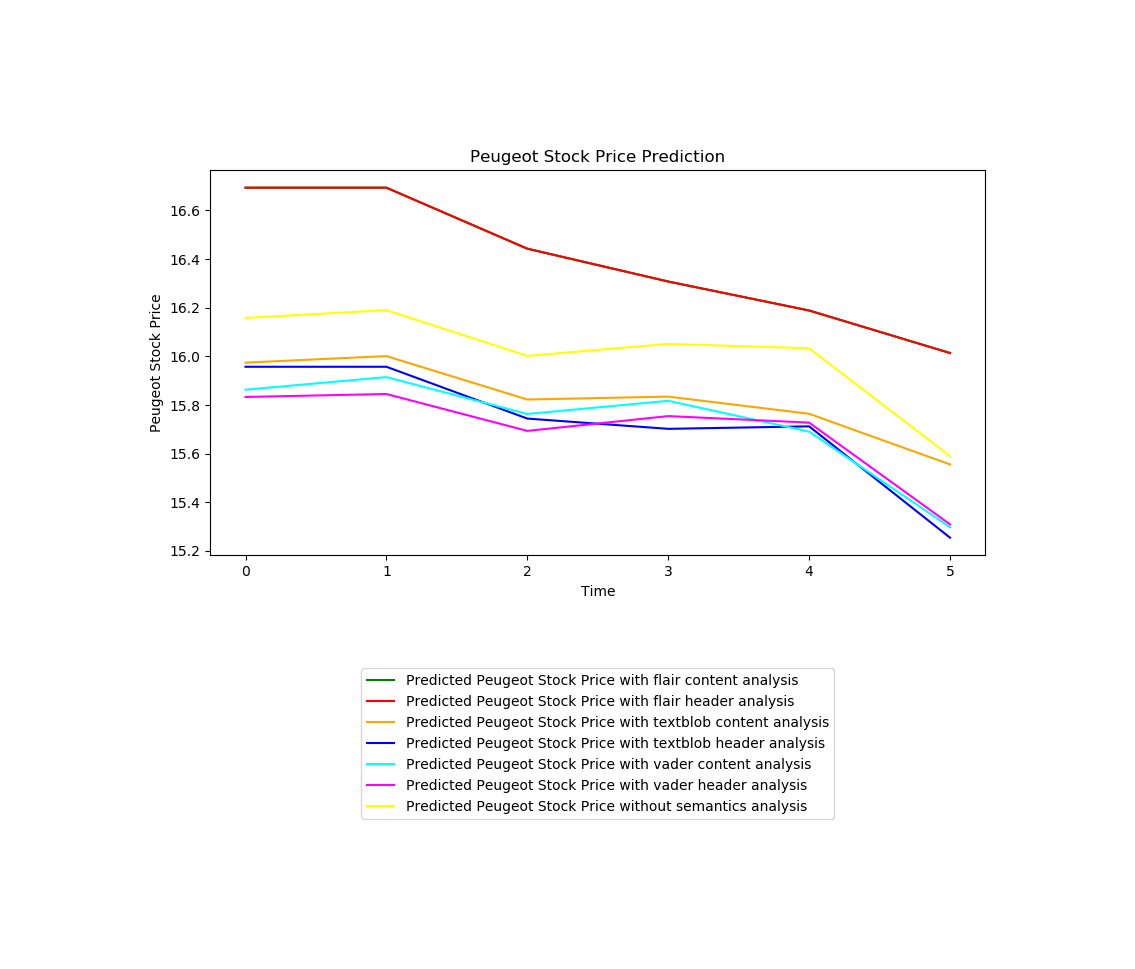 Peugeot Stock Price Prediction
Peugeot Stock Price
16.6
16.4
16.2
16.0
15.8
15.6
15.4
15.2
0 1 2 3 4 5
Time
Predicted Peugeot Stock Price with flair content analysis
Predicted Peugeot Stock Price with flair header analysis
Predicted Peugeot Stock Price with textblob content analysis
Predicted Peugeot Stock Price with textblob header analysis
Predicted Peugeot Stock Price with vader content analysis
Predicted Peugeot Stock Price with vader header analysis
Predicted Peugeot Stock Price without semantics analysis